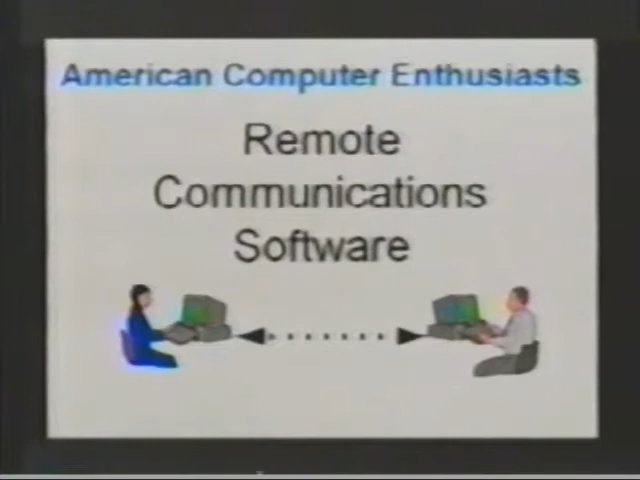 American Computer Enthusiasts
Remote
Communications
Software